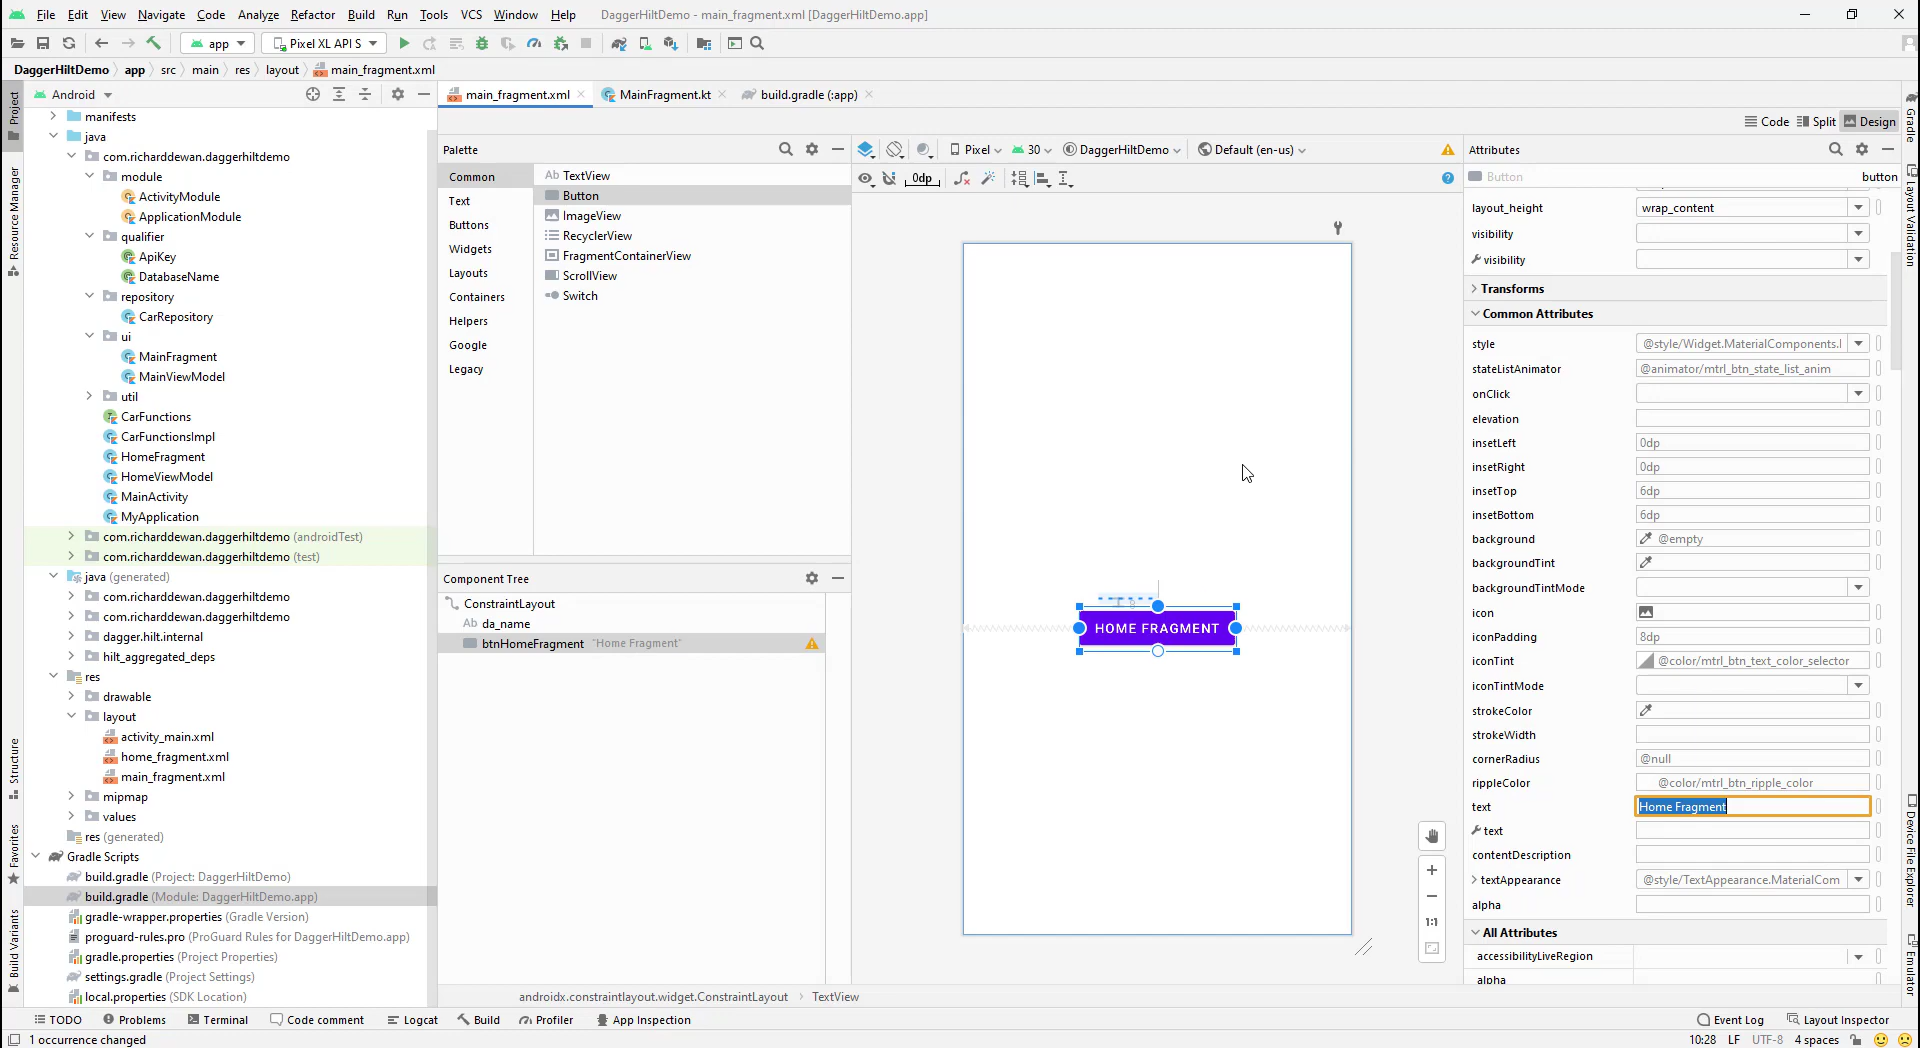 File Edit View Navigate Code Analyze Refactor Build Run Tools VCS Window Help DaggerHiltDemo - main_fragment.xml [DaggerHiltDemo.app]
app Pixel XL API S
DaggerHiltDemo app src main res layout main_fragment.xml
Android
main_fragment.xml MainFragment.kt build.gradle (:app)
Code Split Design
Project
Resource Manager
Structure
Favorites
Build Variants
manifests
java
com.richarddewan.daggerhiltdemo
module
ActivityModule
ApplicationModule
qualifier
ApiKey
DatabaseName
repository
CarRepository
ui
MainFragment
MainViewModel
util
CarFunctions
CarFunctionsImpl
HomeFragment
HomeViewModel
MainActivity
MyApplication
com.richarddewan.daggerhiltdemo (androidTest)
com.richarddewan.daggerhiltdemo (test)
java (generated)
com.richarddewan.daggerhiltdemo
com.richarddewan.daggerhiltdemo
dagger.hilt.internal
hilt_aggregated_deps
res
drawable
layout
activity_main.xml
home_fragment.xml
main_fragment.xml
mipmap
values
res (generated)
Gradle Scripts
build.gradle (Project: DaggerHiltDemo)
build.gradle (Module: DaggerHiltDemo.app)
gradle-wrapper.properties (Gradle Version)
proguard-rules.pro (ProGuard Rules for DaggerHiltDemo.app)
gradle.properties (Project Properties)
settings.gradle (Project Settings)
local.properties (SDK Location)
Palette
Common
Text
Buttons
Widgets
Layouts
Containers
Helpers
Google
Legacy
Ab TextView
Button
ImageView
RecyclerView
FragmentContainerView
ScrollView
Switch
Component Tree
ConstraintLayout
Ab da_name
btnHomeFragment "Home Fragment"
Pixel 30 DaggerHiltDemo Default (en-us)
0dp
HOME FRAGMENT
1:1
androidx.constraintlayout.widget.ConstraintLayout TextView
Attributes
Button button
layout_height wrap_content
visibility
visibility
Transforms
Common Attributes
style @style/Widget.MaterialComponents.
stateListAnimator @animator/mtrl_btn_state_list_anim
onClick
elevation
insetLeft 0dp
insetRight 0dp
insetTop 6dp
insetBottom 6dp
background @empty
backgroundTint
backgroundTintMode
icon
iconPadding 8dp
iconTint @color/mtrl_btn_text_color_selector
iconTintMode
strokeColor
strokeWidth
cornerRadius @null
rippleColor @color/mtrl_btn_ripple_color
text Home Fragment
text
contentDescription
textAppearance @style/TextAppearance.MaterialCom
alpha
All Attributes
accessibilityLiveRegion
alpha
Gradle
Layout Validation
Device File Explorer
Emulator
TODO Problems Terminal Code comment Logcat Build Profiler App Inspection Event Log Layout Inspector
1 occurrence changed 10:28 LF UTF-8 4 spaces